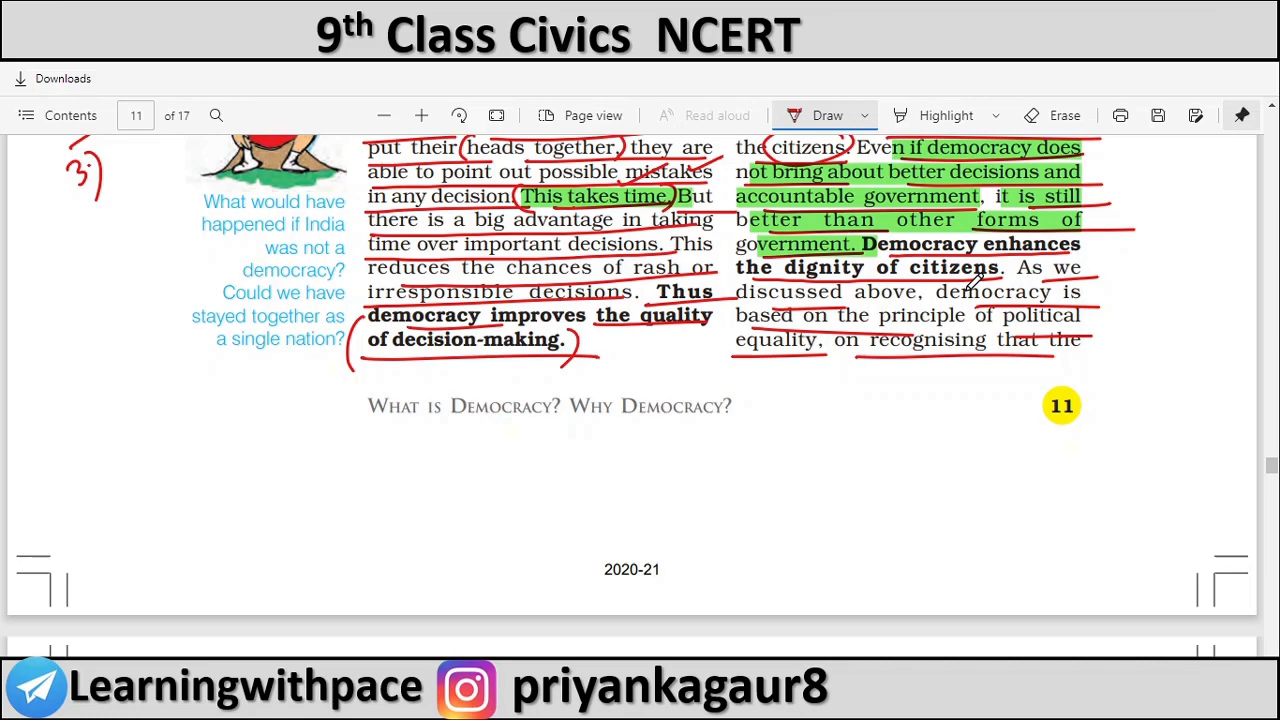 9th Class Civics NCERT
Downloads
Contents 11 of 17 Page view Read aloud Draw Highlight Erase
3.)
What would have
happened if India
was not a
democracy?
Could we have
stayed together as
a single nation?
put their heads together, they are
able to point out possible mistakes
in any decision. This takes time. But
there is a big advantage in taking
time over important decisions. This
reduces the chances of rash or
irresponsible decisions. Thus
democracy improves the quality
of decision-making.
the citizens. Even if democracy does
not bring about better decisions and
accountable government, it is still
better than other forms of
government. Democracy enhances
the dignity of citizens. As we
discussed above, democracy is
based on the principle of political
equality, on recognising that the
WHAT IS DEMOCRACY? WHY DEMOCRACY?
11
2020-21
Learningwithpace priyankagaur8